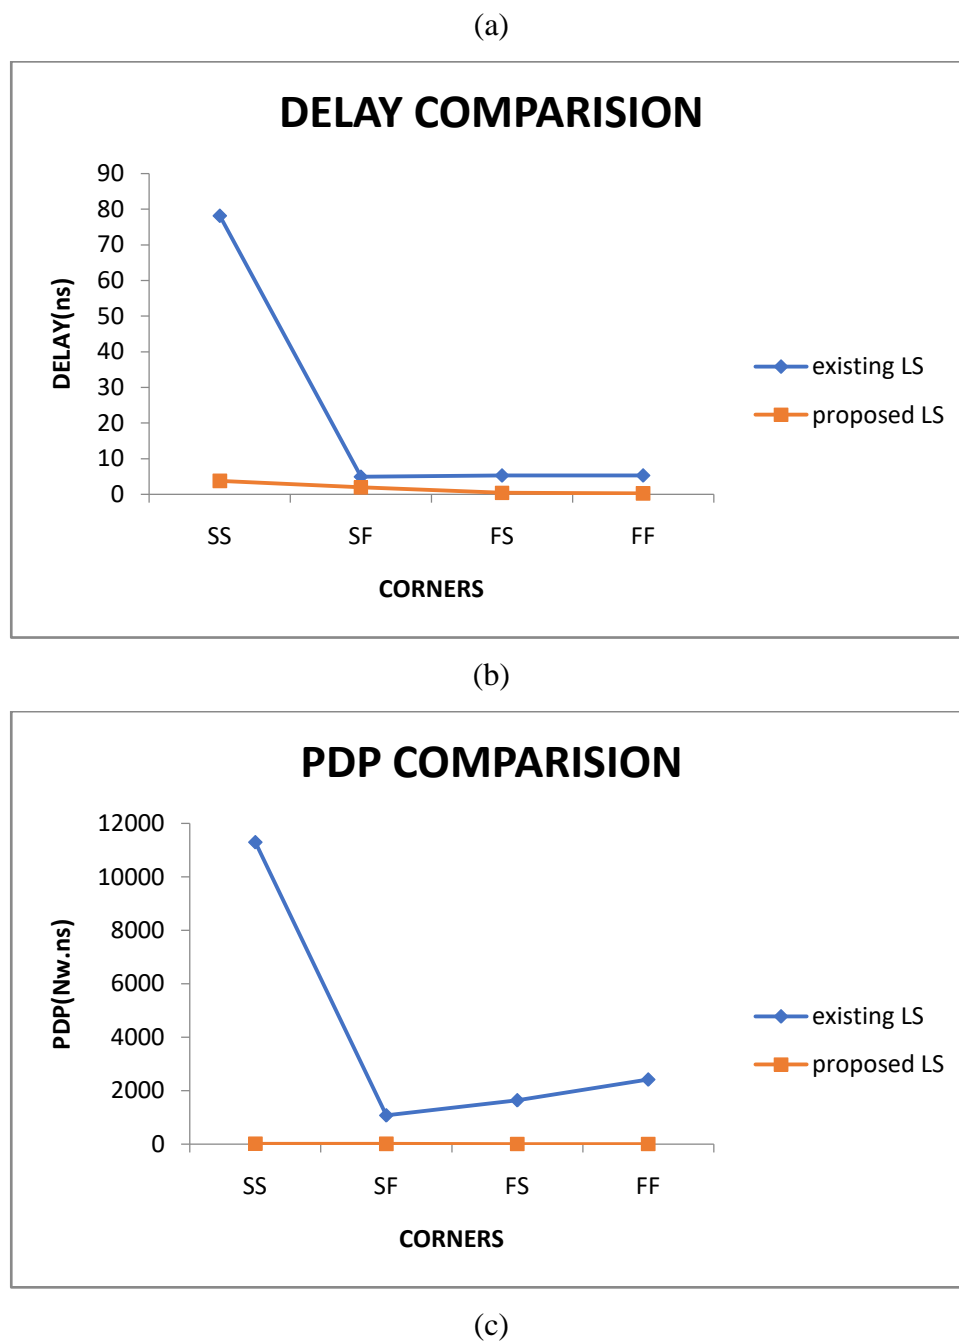 (a)
DELAY COMPARISION
90
80
70
60
50
40
30
20
10
0
DELAY(ns)
SS SF FS FF
CORNERS
existing LS
proposed LS
(b)
PDP COMPARISION
12000
10000
8000
6000
4000
2000
0
PDP(Nw.ns)
SS SF FS FF
CORNERS
existing LS
proposed LS
(c)